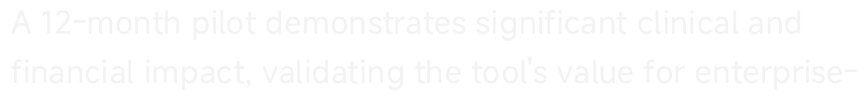 A 12-month pilot demonstrates significant clinical and
financial impact, validating the tool's value for enterprise-